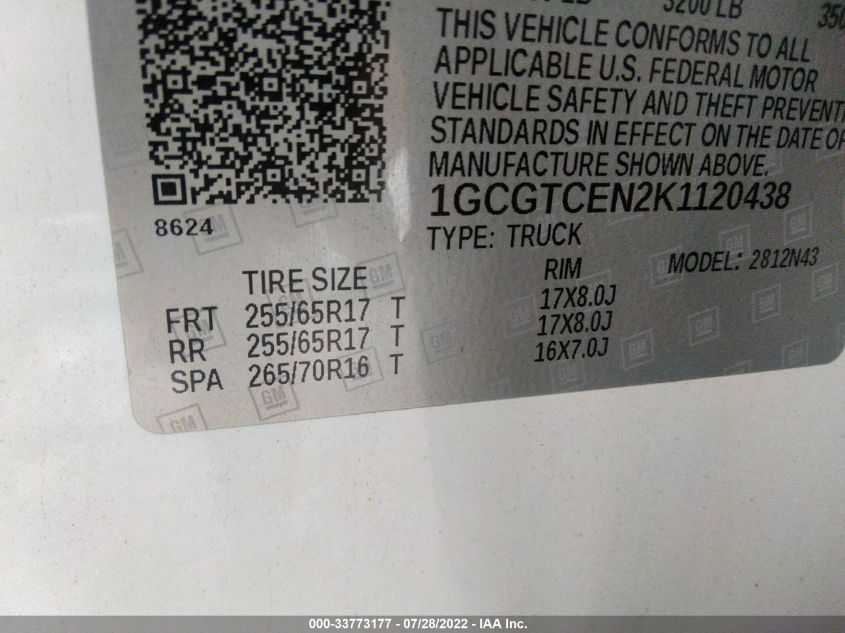 3200 LB
THIS VEHICLE CONFORMS TO ALL
APPLICABLE U.S. FEDERAL MOTOR
VEHICLE SAFETY AND THEFT
STANDARDS IN EFFECT ON THE DATE OF
MANUFACTURE SHOWN ABOVE.
1GCGTCEN2K1120438
8624
TYPE: TRUCK
MODEL: 2812N43
TIRE SIZE RIM
FRT 255/65R17 T 17X8.0J
RR 255/65R17 T 17X8.0J
SPA 265/70R16 T 16X7.0J
GM
000-33773177 - 07/28/2022 - IAA Inc.